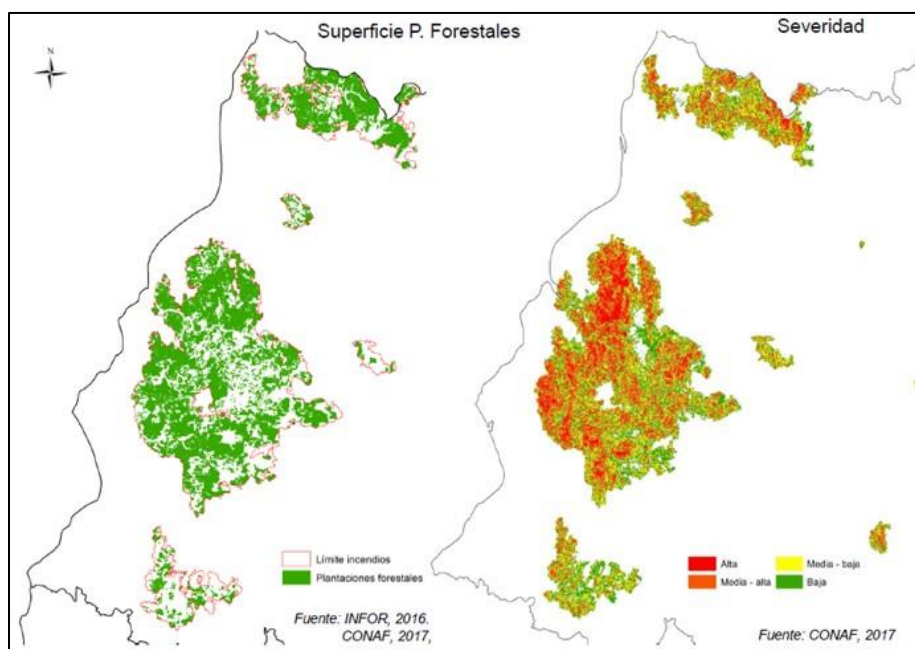 Superficie P. Forestales
Severidad
N
Límite incendios
Plantaciones forestales
Fuente: INFOR, 2016.
CONAF, 2017,
Alta
Media - alta
Media - baja
Baja
Fuente: CONAF, 2017